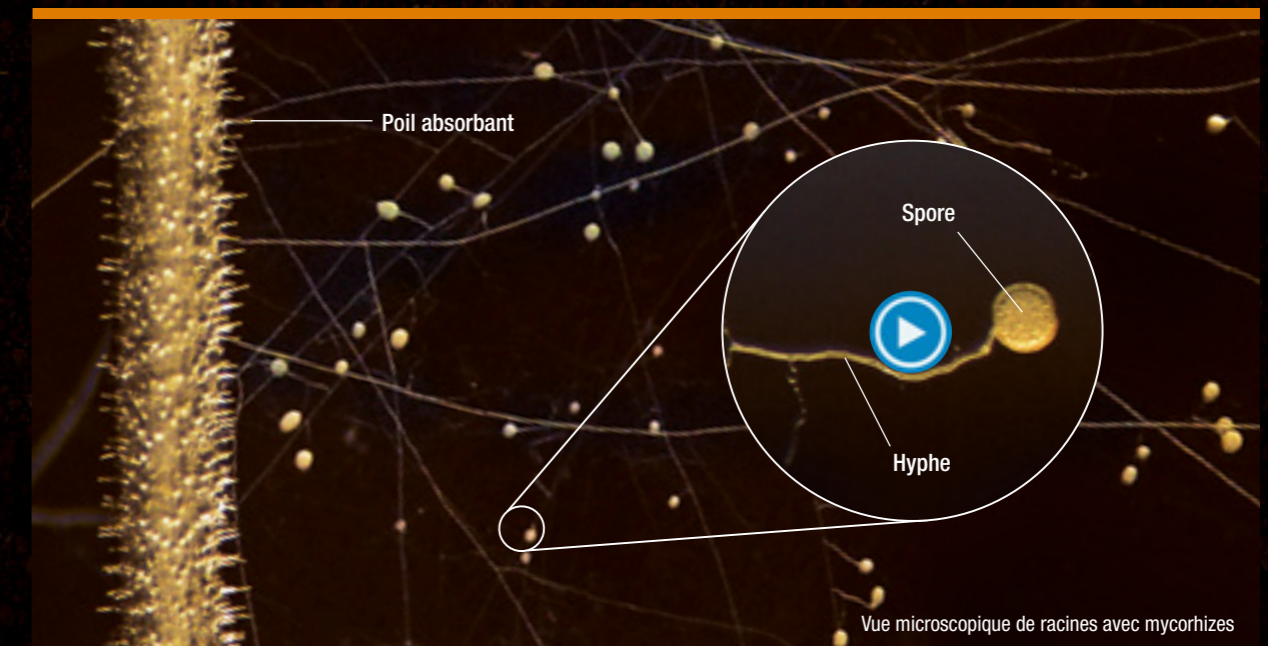 Poil absorbant
Spore
Hyphe
Vue microscopique de racines avec mycorhizes